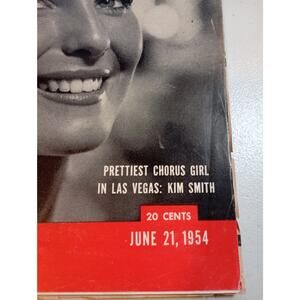 PRETTIEST CHORUS GIRL
IN LAS VEGAS: KIM SMITH
20 CENTS
JUNE 21, 1954